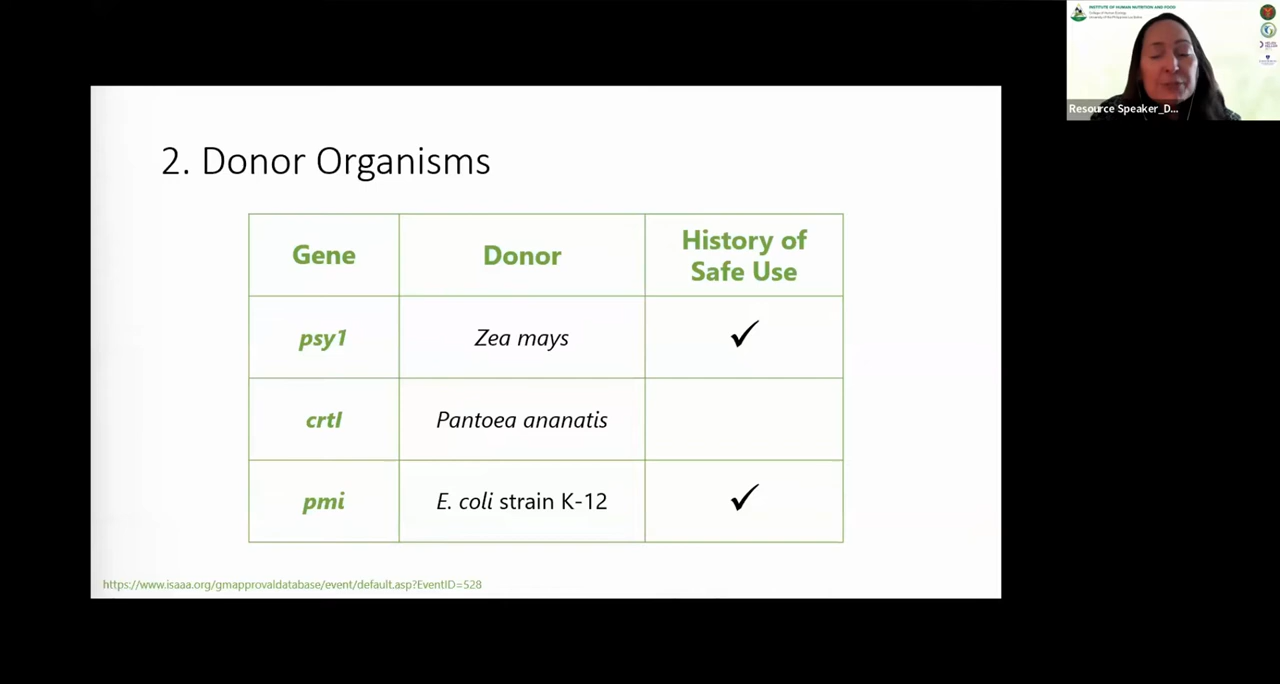 INSTITUTE OF HUMAN NUTRITION AND FOOD
College of Human Ecology
University of the Philippines Los Baños
Resource Speaker_D...
2. Donor Organisms
Gene
Donor
History of
Safe Use
psy1
Zea mays
✓
crtI
Pantoea ananatis
pmi
E. coli strain K-12
✓
https://www.isaaa.org/gmapprovaldatabase/event/default.asp?EventID=528